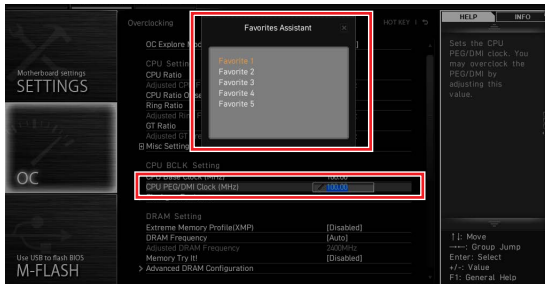 Overclocking
HOT KEY
HELP
INFO
Favorites Assistant
Favorite 1
Favorite 2
Favorite 3
Favorite 4
Favorite 5
OC Explore
CPU
CPU Ratio
Adjusted
CPU Ratio
Ring Ratio
Adjusted
GT Ratio
Adjusted GT
Misc Setting
CPU BCLK Setting
CPU Base Clock (MHz) 100.00
CPU PEG/DMI Clock (MHz) 100.00
DRAM Setting
Extreme Memory Profile(XMP) [Disabled]
DRAM Frequency [Auto]
Adjusted DRAM Frequency 2400MHz
Memory Try It! [Disabled]
> Advanced DRAM Configuration
Motherboard settings
SETTINGS
OC
Use USB to flash BIOS
M-FLASH
Sets the CPU
PEG/DMI clock. You
may overclock the
PEG/DMI by
adjusting this
value.
↑↓: Move
→←: Group Jump
Enter: Select
+/-: Value
F1: General Help